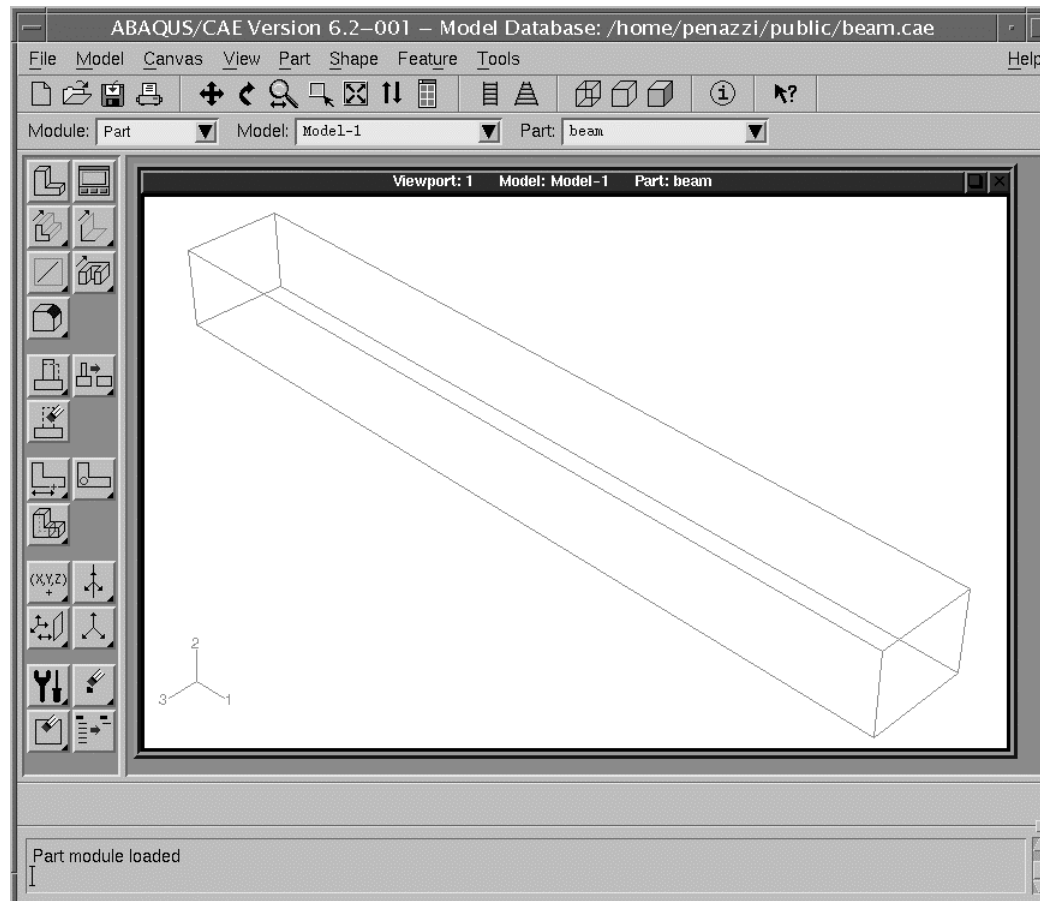 ABAQUS/CAE Version 6.2–001 – Model Database: /home/penazzi/public/beam.cae
File Model Canvas View Part Shape Feature Tools Help
Module: Part Model: Model-1 Part: beam
Viewport: 1 Model: Model-1 Part: beam
(X,Y,Z)
2
3 1
Part module loaded